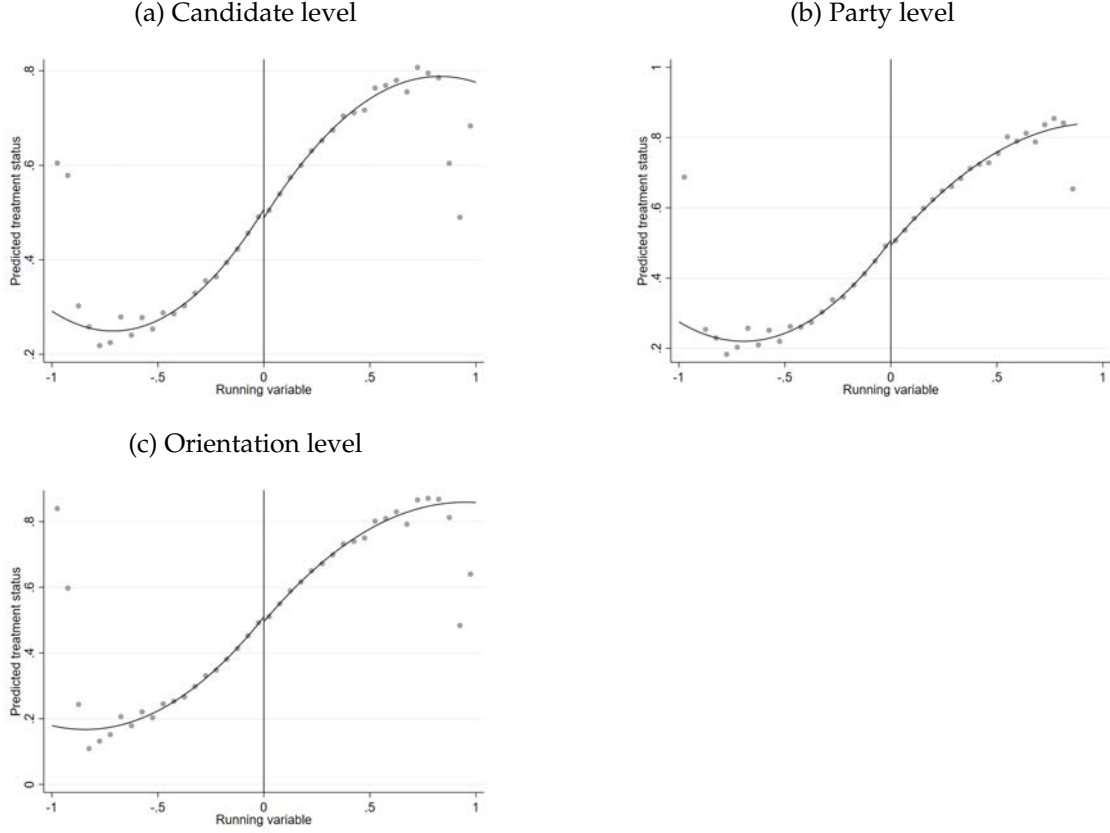 (a) Candidate level
Predicted treatment status
.2 .4 .6 .8
-1 -.5 0 .5 1
Running variable
(b) Party level
Predicted treatment status
.2 .4 .6 .8 1
-1 -.5 0 .5 1
Running variable
(c) Orientation level
Predicted treatment status
0 .2 .4 .6 .8
-1 -.5 0 .5 1
Running variable